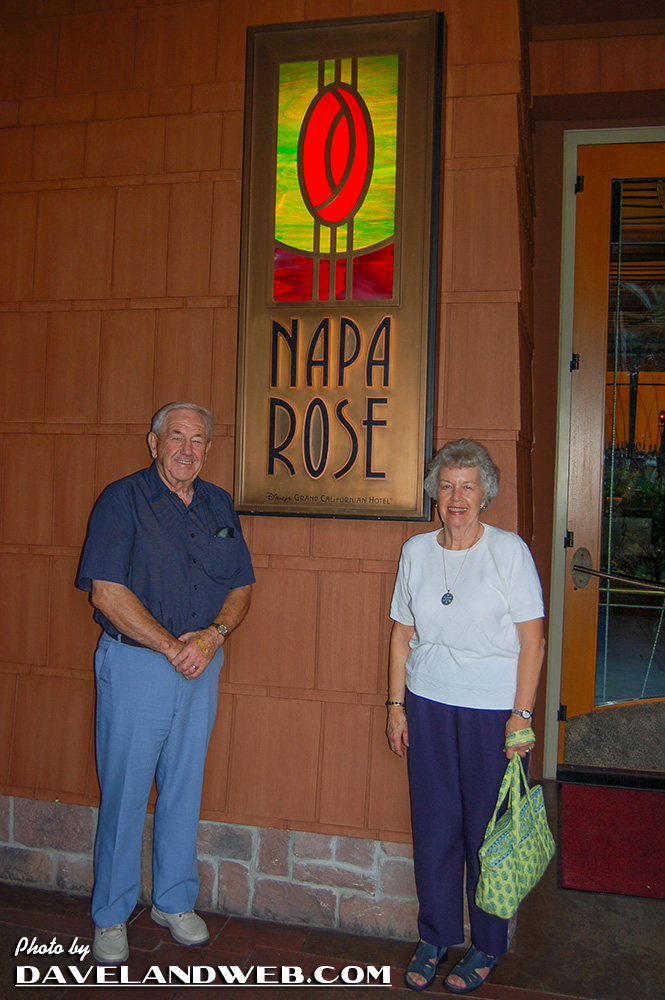 NAPA
ROSE
Disney's GRAND CALIFORNIAN HOTEL®
Photo by
DAVELANDWEB.COM